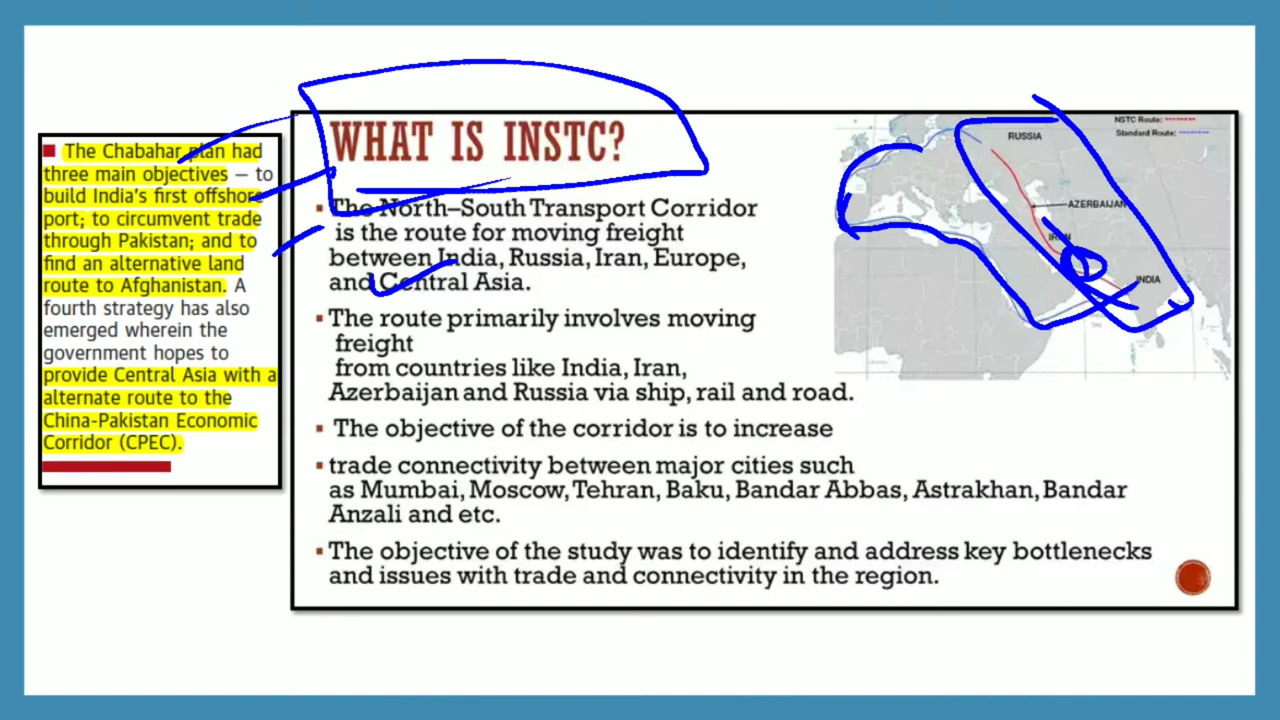 The Chabahar plan had
three main objectives – to
build India's first offshore
port; to circumvent trade
through Pakistan; and to
find an alternative land
route to Afghanistan. A
fourth strategy has also
emerged wherein the
government hopes to
provide Central Asia with a
alternate route to the
China-Pakistan Economic
Corridor (CPEC).
WHAT IS INSTC?
The North–South Transport Corridor
is the route for moving freight
between India, Russia, Iran, Europe,
and Central Asia.
The route primarily involves moving
freight
from countries like India, Iran,
Azerbaijan and Russia via ship, rail and road.
The objective of the corridor is to increase
trade connectivity between major cities such
as Mumbai, Moscow, Tehran, Baku, Bandar Abbas, Astrakhan, Bandar
Anzali and etc.
The objective of the study was to identify and address key bottlenecks
and issues with trade and connectivity in the region.
NSTC Route:
Standard Route:
RUSSIA
AZERBAIJAN
IRAN
INDIA